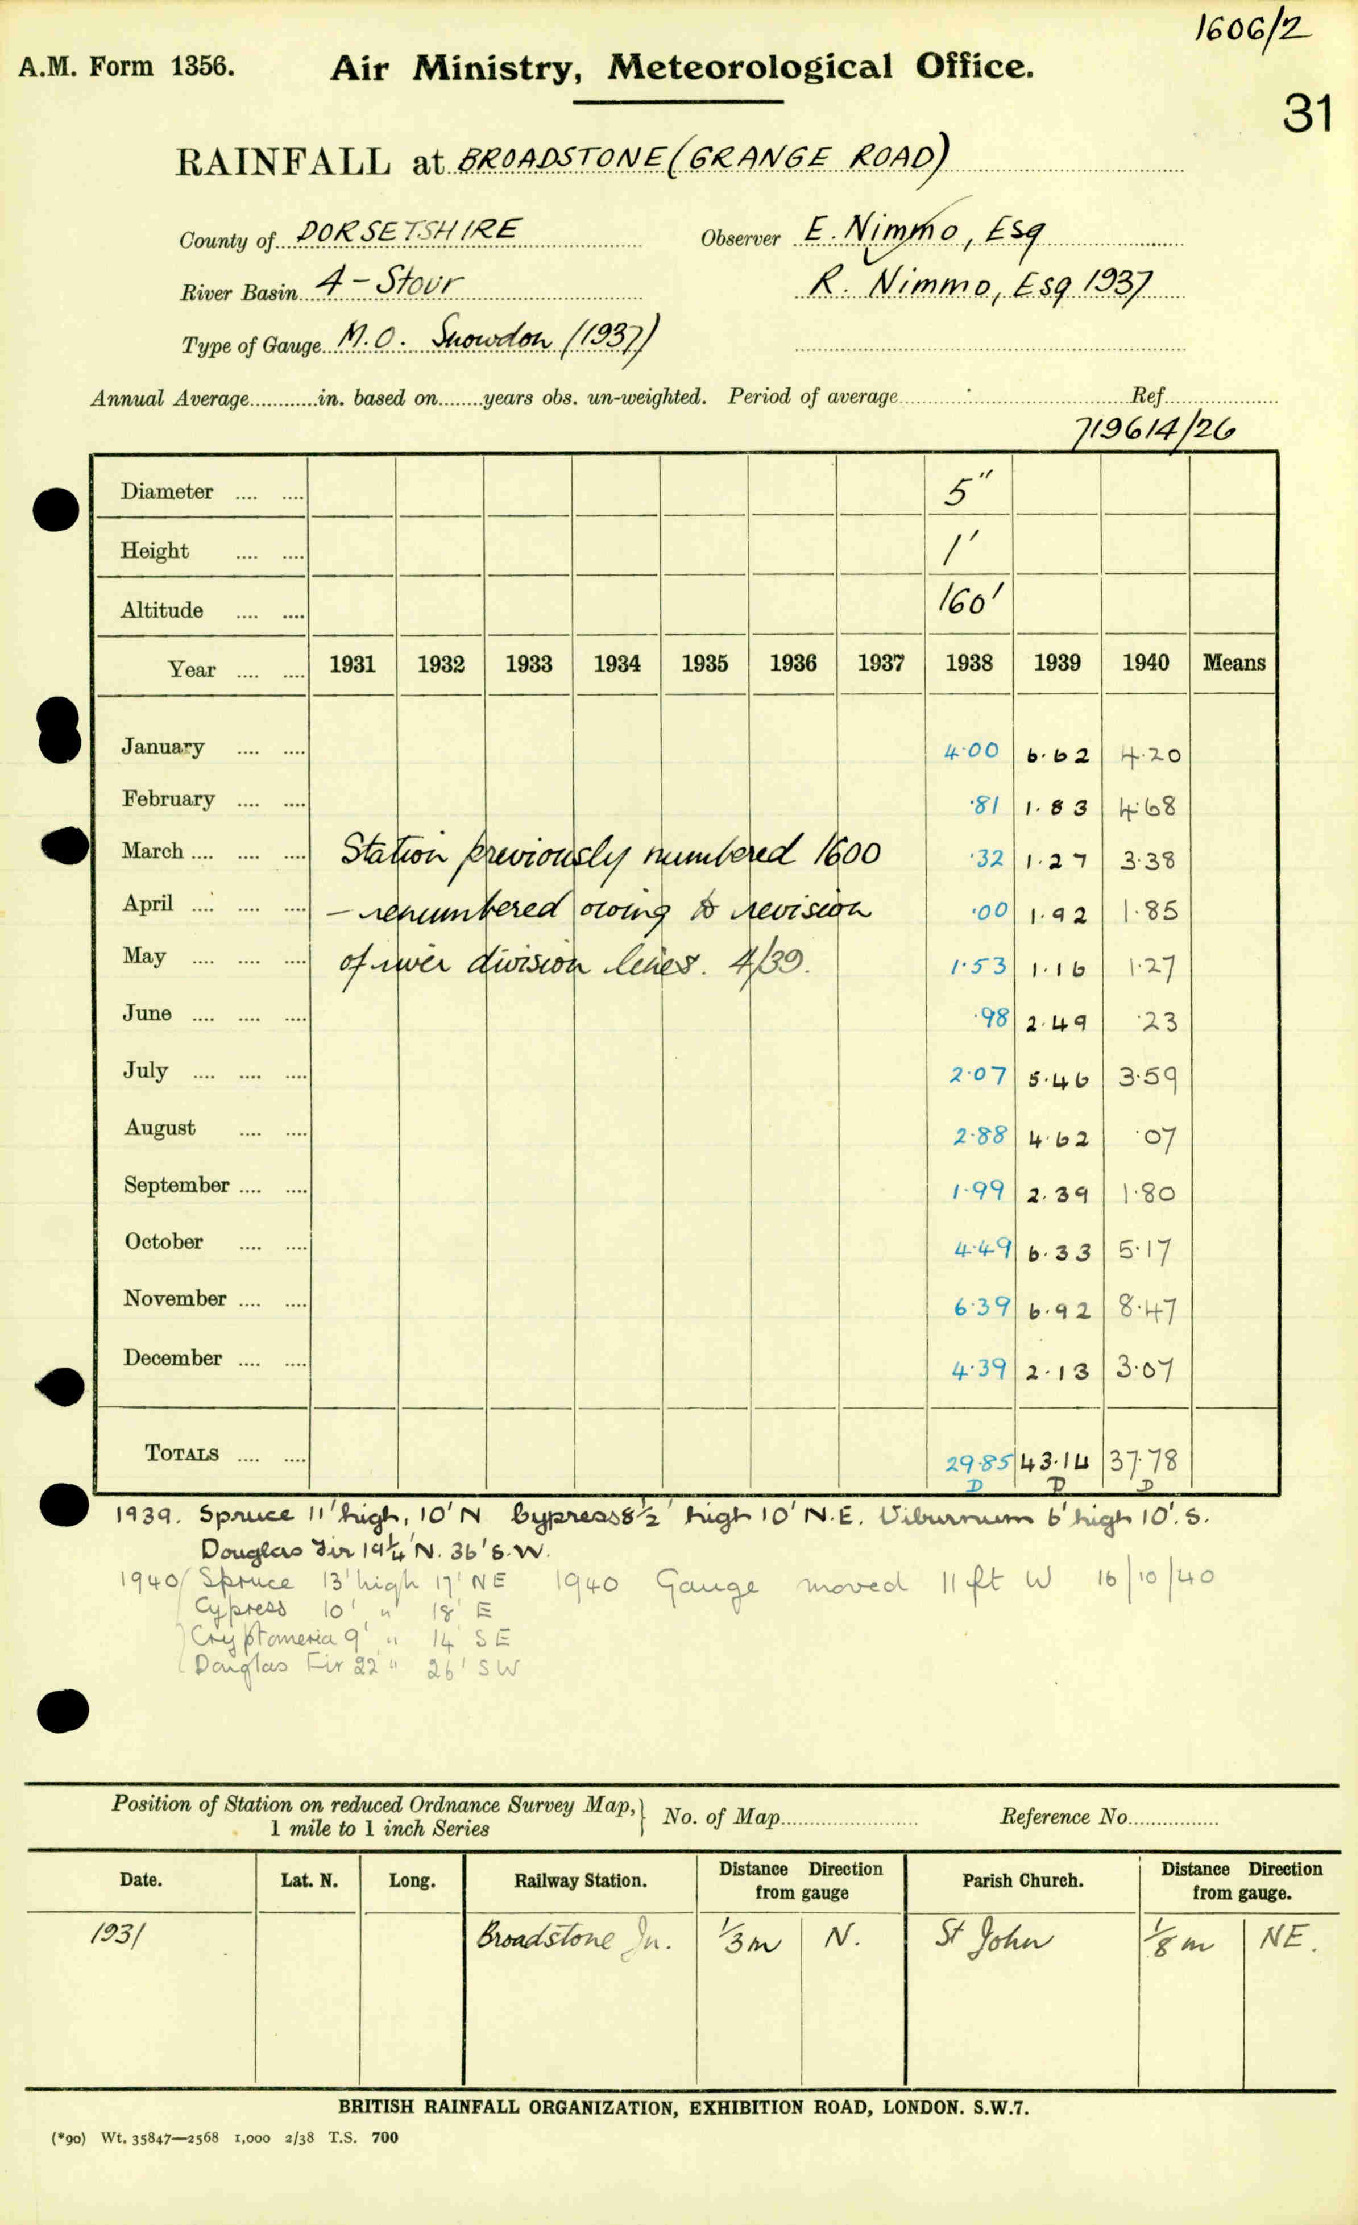 1606/2
A.M. Form 1356. Air Ministry, Meteorological Office.
31
RAINFALL at BROADSTONE (GRANGE ROAD)
County of DORSETSHIRE Observer E. Nimmo, Esq
River Basin 4 - Stour R. Nimmo, Esq 1937
Type of Gauge M.O. Snowdon (1937)
Annual Average............in. based on........years obs. un-weighted. Period of average............Ref............
719614/26
Diameter .... .... 5"
Height .... .... 1'
Altitude .... .... 160'
Year .... .... 1931 1932 1933 1934 1935 1936 1937 1938 1939 1940 Means
January .... .... 4·00 6·62 4·20
February .... .... ·81 1·83 4·68
March .... .... .... Station previously numbered 1600 ·32 1·27 3·38
April .... .... .... – renumbered owing to revision ·00 1·92 1·85
May .... .... .... of river division lines. 4/39. 1·53 1·16 1·27
June .... .... .... ·98 2·49 ·23
July .... .... .... 2·07 5·46 3·59
August .... .... 2·88 4·62 ·07
September .... .... 1·99 2·39 1·80
October .... .... 4·49 6·33 5·17
November .... .... 6·39 6·92 8·47
December .... .... 4·39 2·13 3·07
TOTALS .... .... 29·85 43·14 37·78
D D D
1939. Spruce 11' high, 10' N Cypress 8½' high 10' N.E. Viburnum 6' high 10'. S.
Douglas Fir 19¼' N. 36' S.W.
1940 Spruce 13' high 17' NE 1940 Gauge moved 11 ft W 16/10/40
Cypress 10' " 18' E
Cryptomeria 9' " 14' SE
Douglas Fir 22' " 26' SW
Position of Station on reduced Ordnance Survey Map, } No. of Map............ Reference No............
1 mile to 1 inch Series
Date. Lat. N. Long. Railway Station. Distance Direction from gauge Parish Church. Distance Direction from gauge.
1931 Broadstone Jn. ⅓ m N. St John ⅛ m NE.
BRITISH RAINFALL ORGANIZATION, EXHIBITION ROAD, LONDON. S.W.7.
(*90) Wt. 35847—2568 1,000 2/38 T.S. 700